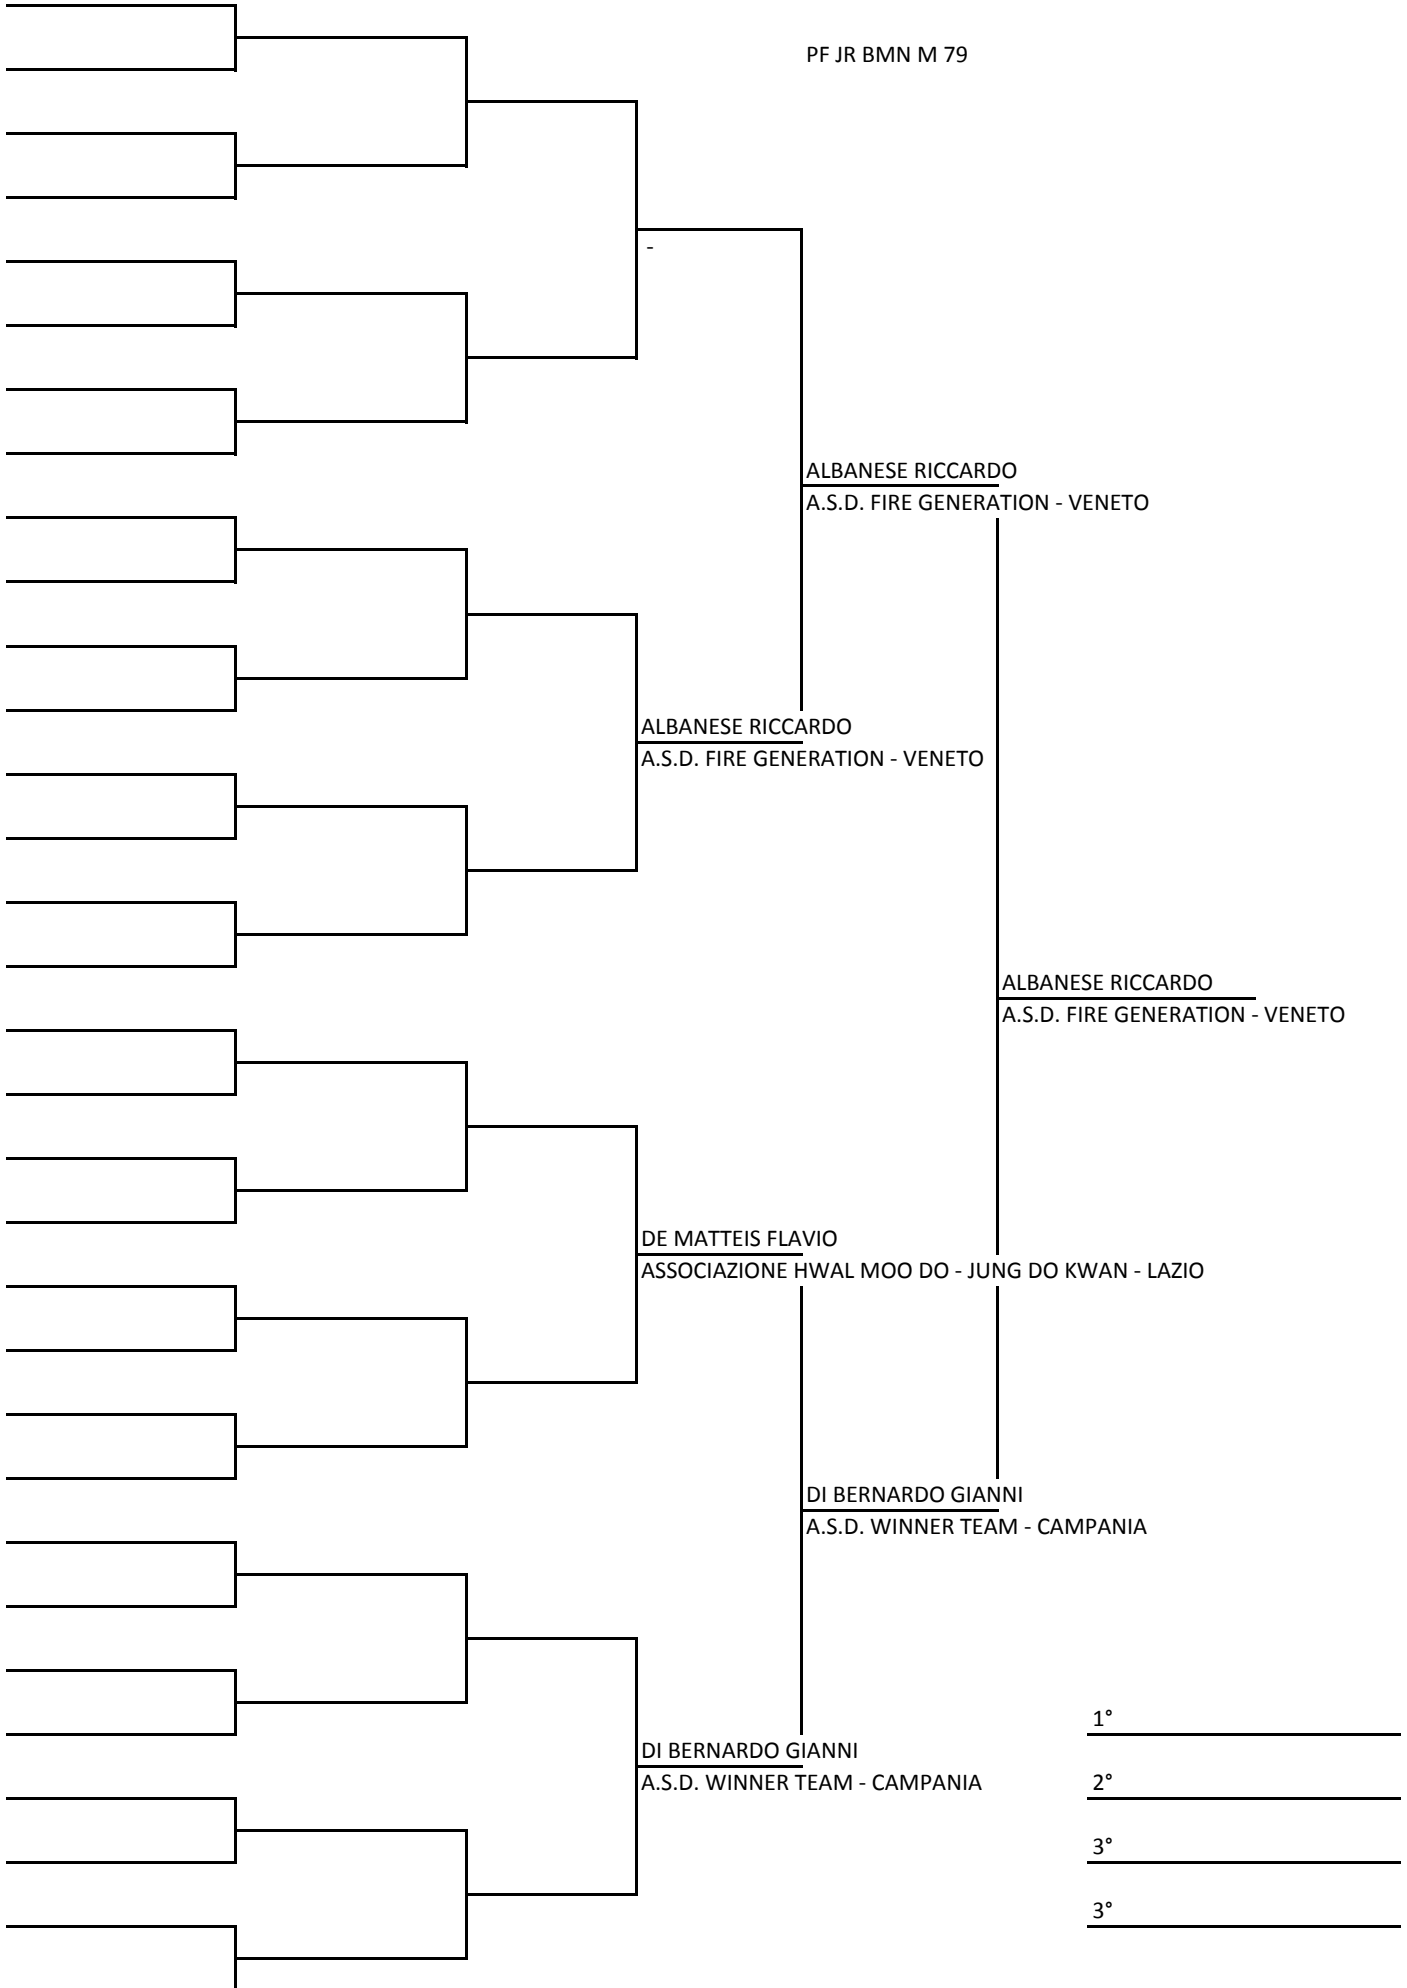 PF JR BMN M 79
-
ALBANESE RICCARDO
A.S.D. FIRE GENERATION - VENETO
ALBANESE RICCARDO
A.S.D. FIRE GENERATION - VENETO
ALBANESE RICCARDO
A.S.D. FIRE GENERATION - VENETO
DE MATTEIS FLAVIO
ASSOCIAZIONE HWAL MOO DO - JUNG DO KWAN - LAZIO
DI BERNARDO GIANNI
A.S.D. WINNER TEAM - CAMPANIA
1°
DI BERNARDO GIANNI
A.S.D. WINNER TEAM - CAMPANIA
2°
3°
3°